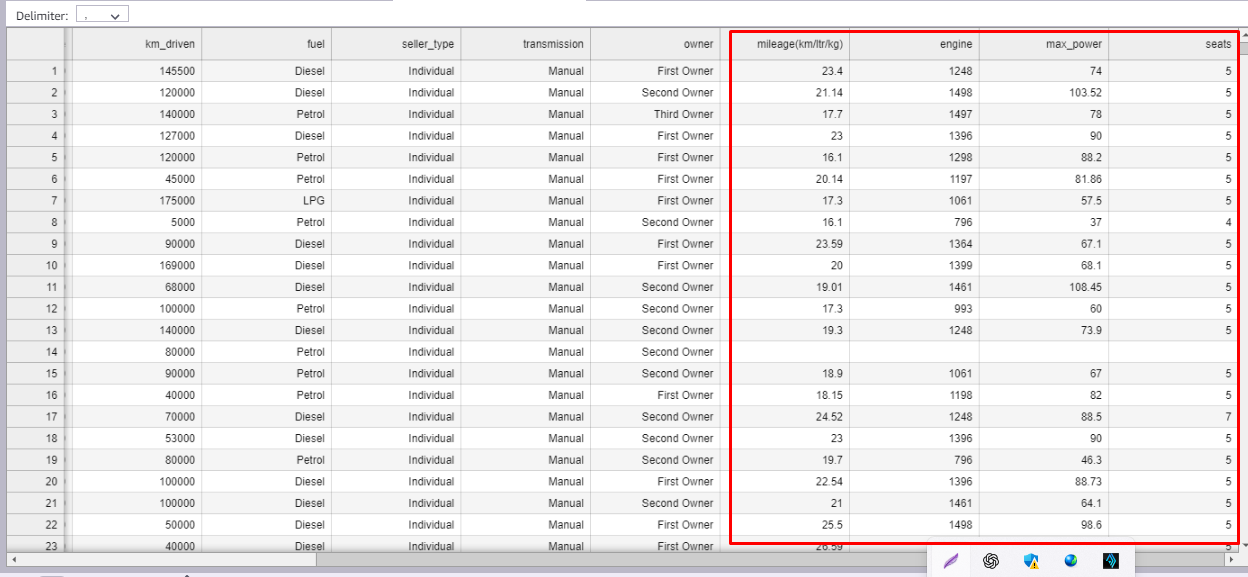 Delimiter: ,
km_driven fuel seller_type transmission owner mileage(km/ltr/kg) engine max_power seats
1 145500 Diesel Individual Manual First Owner 23.4 1248 74 5
2 120000 Diesel Individual Manual Second Owner 21.14 1498 103.52 5
3 140000 Petrol Individual Manual Third Owner 17.7 1497 78 5
4 127000 Diesel Individual Manual First Owner 23 1396 90 5
5 120000 Petrol Individual Manual First Owner 16.1 1298 88.2 5
6 45000 Petrol Individual Manual First Owner 20.14 1197 81.86 5
7 175000 LPG Individual Manual First Owner 17.3 1061 57.5 5
8 5000 Petrol Individual Manual Second Owner 16.1 796 37 4
9 90000 Diesel Individual Manual First Owner 23.59 1364 67.1 5
10 169000 Diesel Individual Manual First Owner 20 1399 68.1 5
11 68000 Diesel Individual Manual Second Owner 19.01 1461 108.45 5
12 100000 Petrol Individual Manual Second Owner 17.3 993 60 5
13 140000 Diesel Individual Manual Second Owner 19.3 1248 73.9 5
14 80000 Petrol Individual Manual Second Owner
15 90000 Petrol Individual Manual Second Owner 18.9 1061 67 5
16 40000 Petrol Individual Manual First Owner 18.15 1198 82 5
17 70000 Diesel Individual Manual Second Owner 24.52 1248 88.5 7
18 53000 Diesel Individual Manual Second Owner 23 1396 90 5
19 80000 Petrol Individual Manual Second Owner 19.7 796 46.3 5
20 100000 Diesel Individual Manual First Owner 22.54 1396 88.73 5
21 100000 Diesel Individual Manual Second Owner 21 1461 64.1 5
22 50000 Diesel Individual Manual First Owner 25.5 1498 98.6 5
23 40000 Diesel Individual Manual First Owner 26.59 5